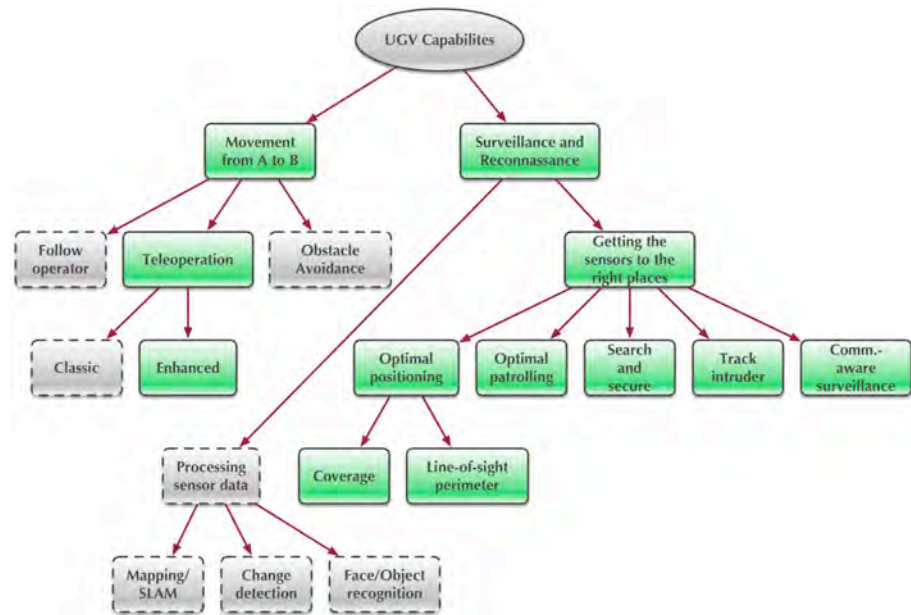 UGV Capabilites
Movement
from A to B
Surveillance and
Reconnassance
Follow
operator
Teleoperation
Obstacle
Avoidance
Getting the
sensors to the
right places
Classic
Enhanced
Optimal
positioning
Optimal
patrolling
Search
and
secure
Track
intruder
Comm.-
aware
surveillance
Processing
sensor data
Coverage
Line-of-sight
perimeter
Mapping/
SLAM
Change
detection
Face/Object
recognition